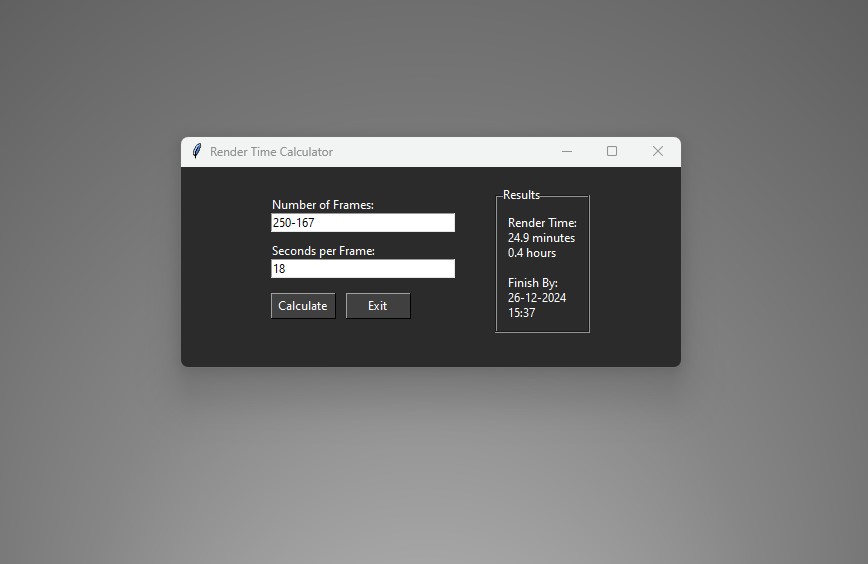 Render Time Calculator
Number of Frames:
250-167
Seconds per Frame:
18
Calculate
Exit
Results
Render Time:
24.9 minutes
0.4 hours
Finish By:
26-12-2024
15:37